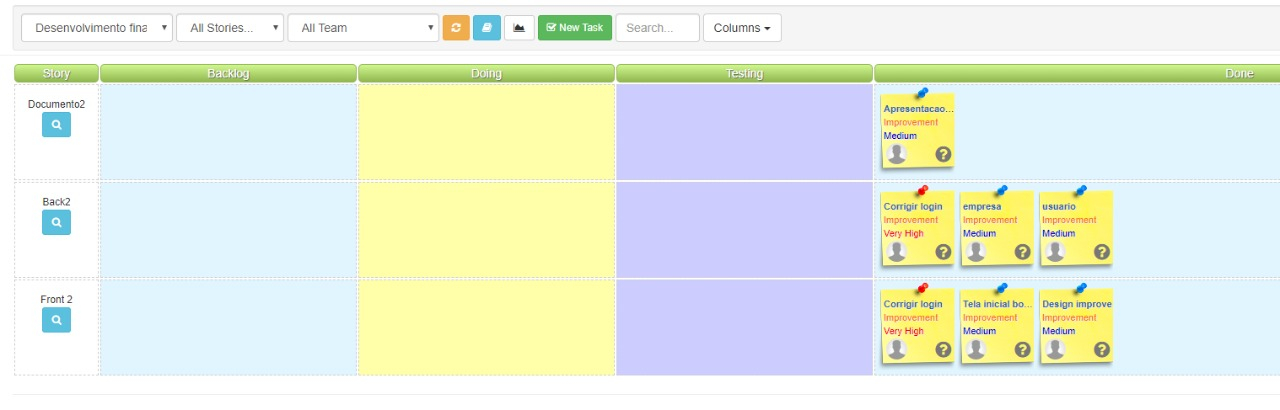 Desenvolvimento fina All Stories... All Team New Task Search... Columns
Story Backlog Doing Testing Done
Documento2
Apresentacao...
Improvement
Medium
Back2
Corrigir login
Improvement
Very High
empresa
Improvement
Medium
usuario
Improvement
Medium
Front 2
Corrigir login
Improvement
Very High
Tela inicial bo...
Improvement
Medium
Design improve
Improvement
Medium